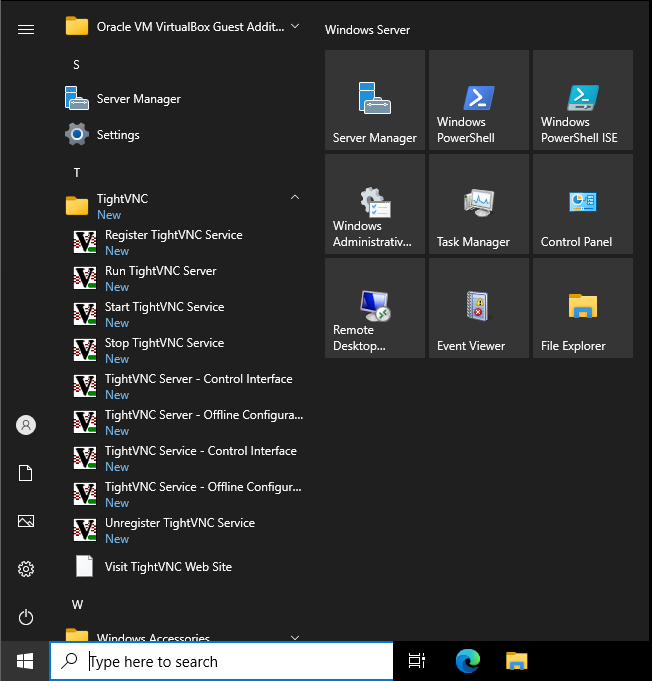 Oracle VM VirtualBox Guest Addit...
S
Server Manager
Settings
T
TightVNC
New
Register TightVNC Service
New
Run TightVNC Server
New
Start TightVNC Service
New
Stop TightVNC Service
New
TightVNC Server - Control Interface
New
TightVNC Server - Offline Configura...
New
TightVNC Service - Control Interface
New
TightVNC Service - Offline Configur...
New
Unregister TightVNC Service
New
Visit TightVNC Web Site
W
Windows Accessories
Windows Server
Server Manager
Windows
PowerShell
Windows
PowerShell ISE
Windows
Administrativ...
Task Manager
Control Panel
Remote
Desktop...
Event Viewer
File Explorer
Type here to search